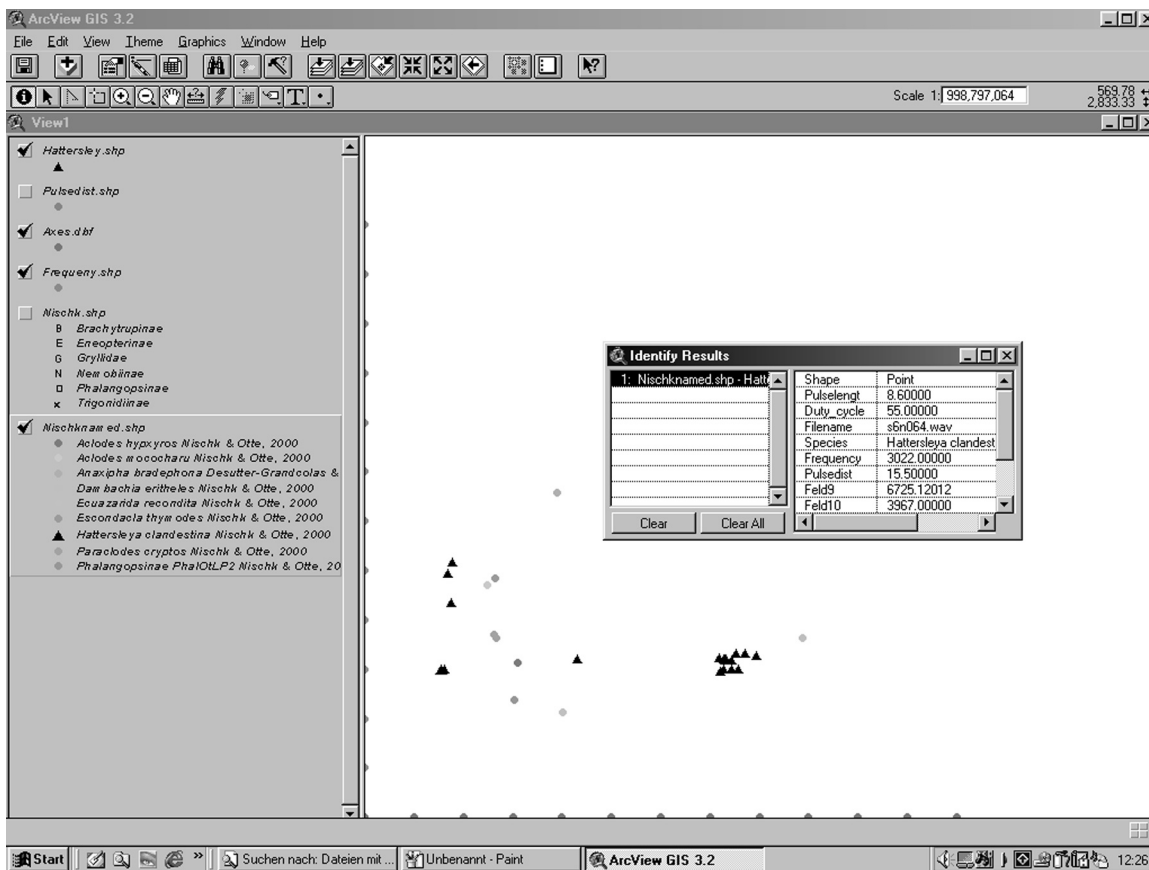 ArcView GIS 3.2
File Edit View Theme Graphics Window Help
Scale 1: 998,797,064
569.78
2,833.33
View1
Hattersley.shp
Pulsedist.shp
Axes.dbf
Frequeny.shp
Nischk.shp
B Brachytrupinae
E Eneopterinae
G Gryllidae
N Nemobiinae
Phalangopsinae
x Trigonidiinae
Nischknamed.shp
Aclodes hypxyros Nischk & Otte, 2000
Aclodes mococharu Nischk & Otte, 2000
Anaxipha bradephona Desutter-Grandcolas &
Dambachia eritheles Nischk & Otte, 2000
Ecuazarida recondita Nischk & Otte, 2000
Escondacla thymodes Nischk & Otte, 2000
Hattersleya clandestina Nischk & Otte, 2000
Paraclodes cryptos Nischk & Otte, 2000
Phalangopsinae PhalOtLP2 Nischk & Otte, 20
Identify Results
1: Nischknamed.shp - Hatte
Shape Point
Pulselengt 8.60000
Duty_cycle 55.00000
Filename s6n064.wav
Species Hattersleya clandest
Frequency 3022.00000
Pulsedist 15.50000
Feld9 6725.12012
Feld10 3967.00000
Clear Clear All
Start » Suchen nach: Dateien mit ... Unbenannt - Paint ArcView GIS 3.2 12:26